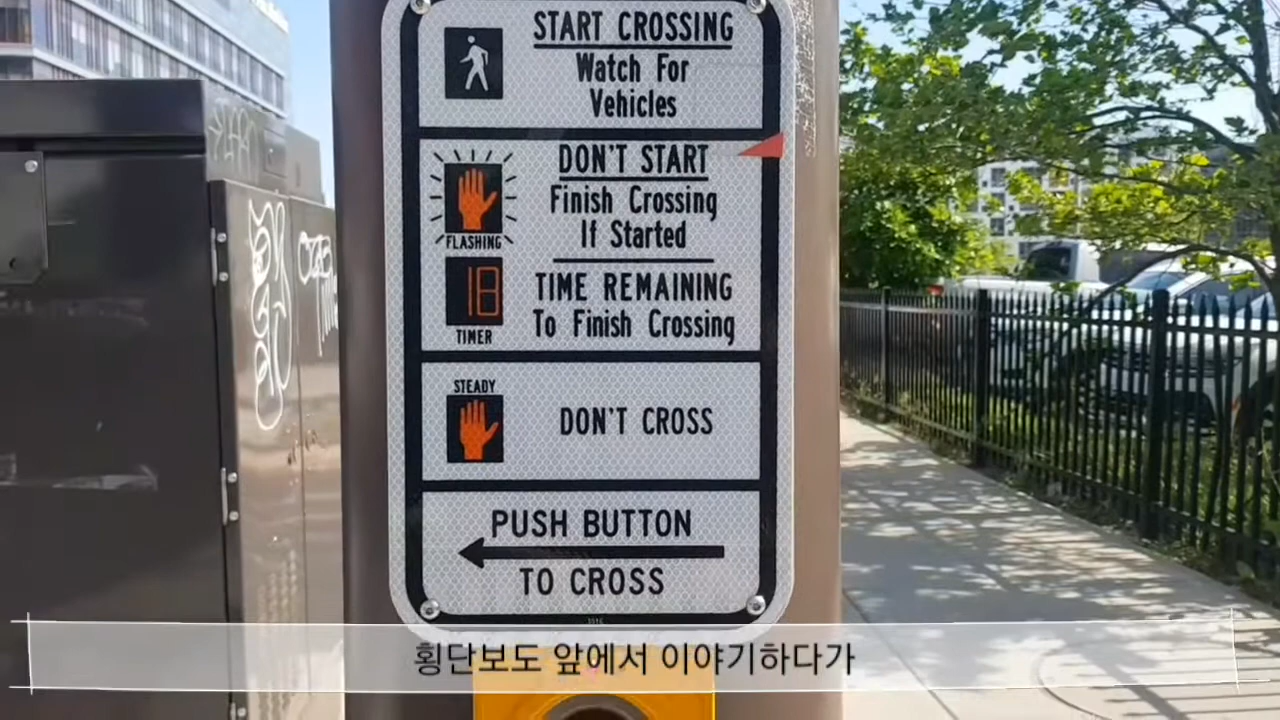 START CROSSING
Watch For
Vehicles
DON'T START
Finish Crossing
If Started
FLASHING
18
TIME REMAINING
To Finish Crossing
TIMER
STEADY
DON'T CROSS
PUSH BUTTON
TO CROSS
횡단보도 앞에서 이야기하다가